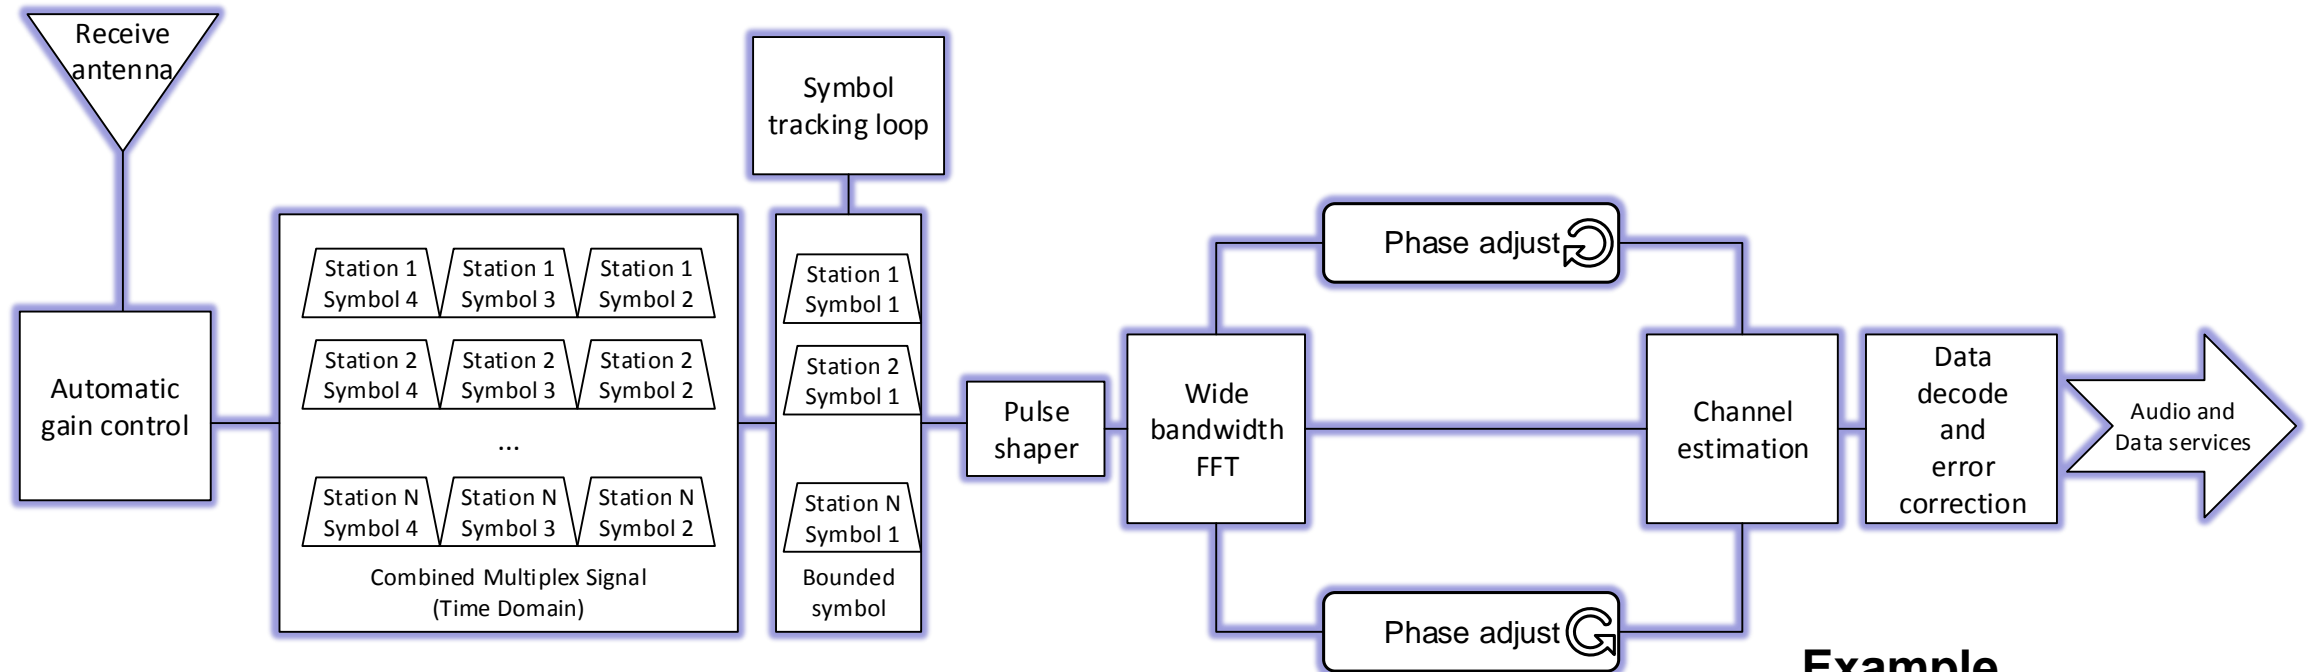 Receive
antenna
Automatic
gain control
Station 1
Symbol 4
Station 1
Symbol 3
Station 1
Symbol 2
Station 2
Symbol 4
Station 2
Symbol 3
Station 2
Symbol 2
...
Station N
Symbol 4
Station N
Symbol 3
Station N
Symbol 2
Combined Multiplex Signal
(Time Domain)
Symbol
tracking loop
Station 1
Symbol 1
Station 2
Symbol 1
Station N
Symbol 1
Bounded
symbol
Pulse
shaper
Wide
bandwidth
FFT
Phase adjust
Phase adjust
Channel
estimation
Data
decode
and
error
correction
Audio and
Data services
Example